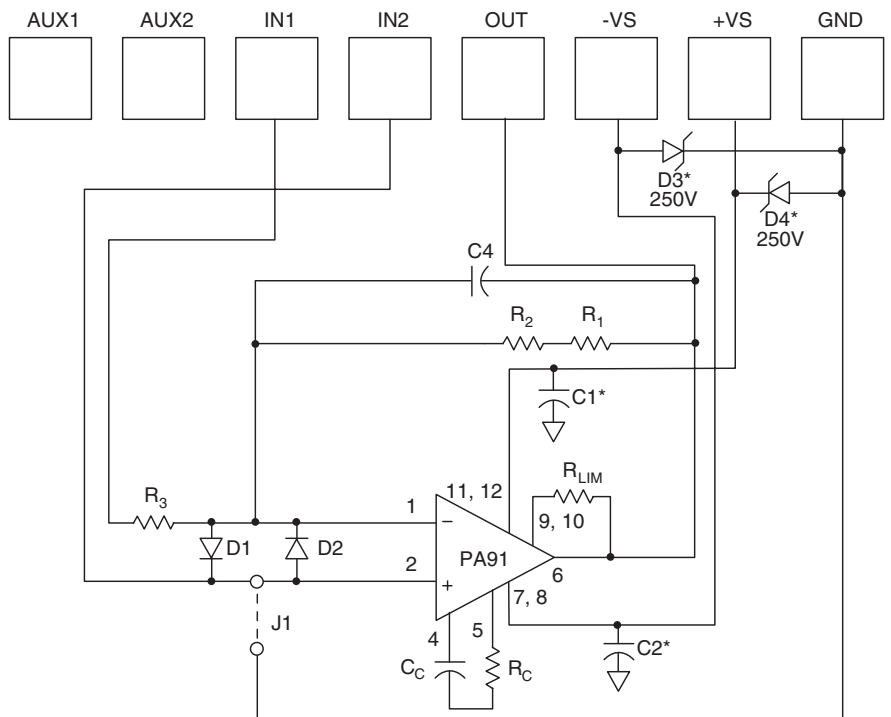 AUX1 AUX2 IN1 IN2 OUT -VS +VS GND
D3*
250V
D4*
250V
C4
R2 R1
C1*
RLIM
R3
1
11, 12
9, 10
D1
D2
PA91
−
+
2
6
7, 8
J1
4
5
C2*
CC
RC